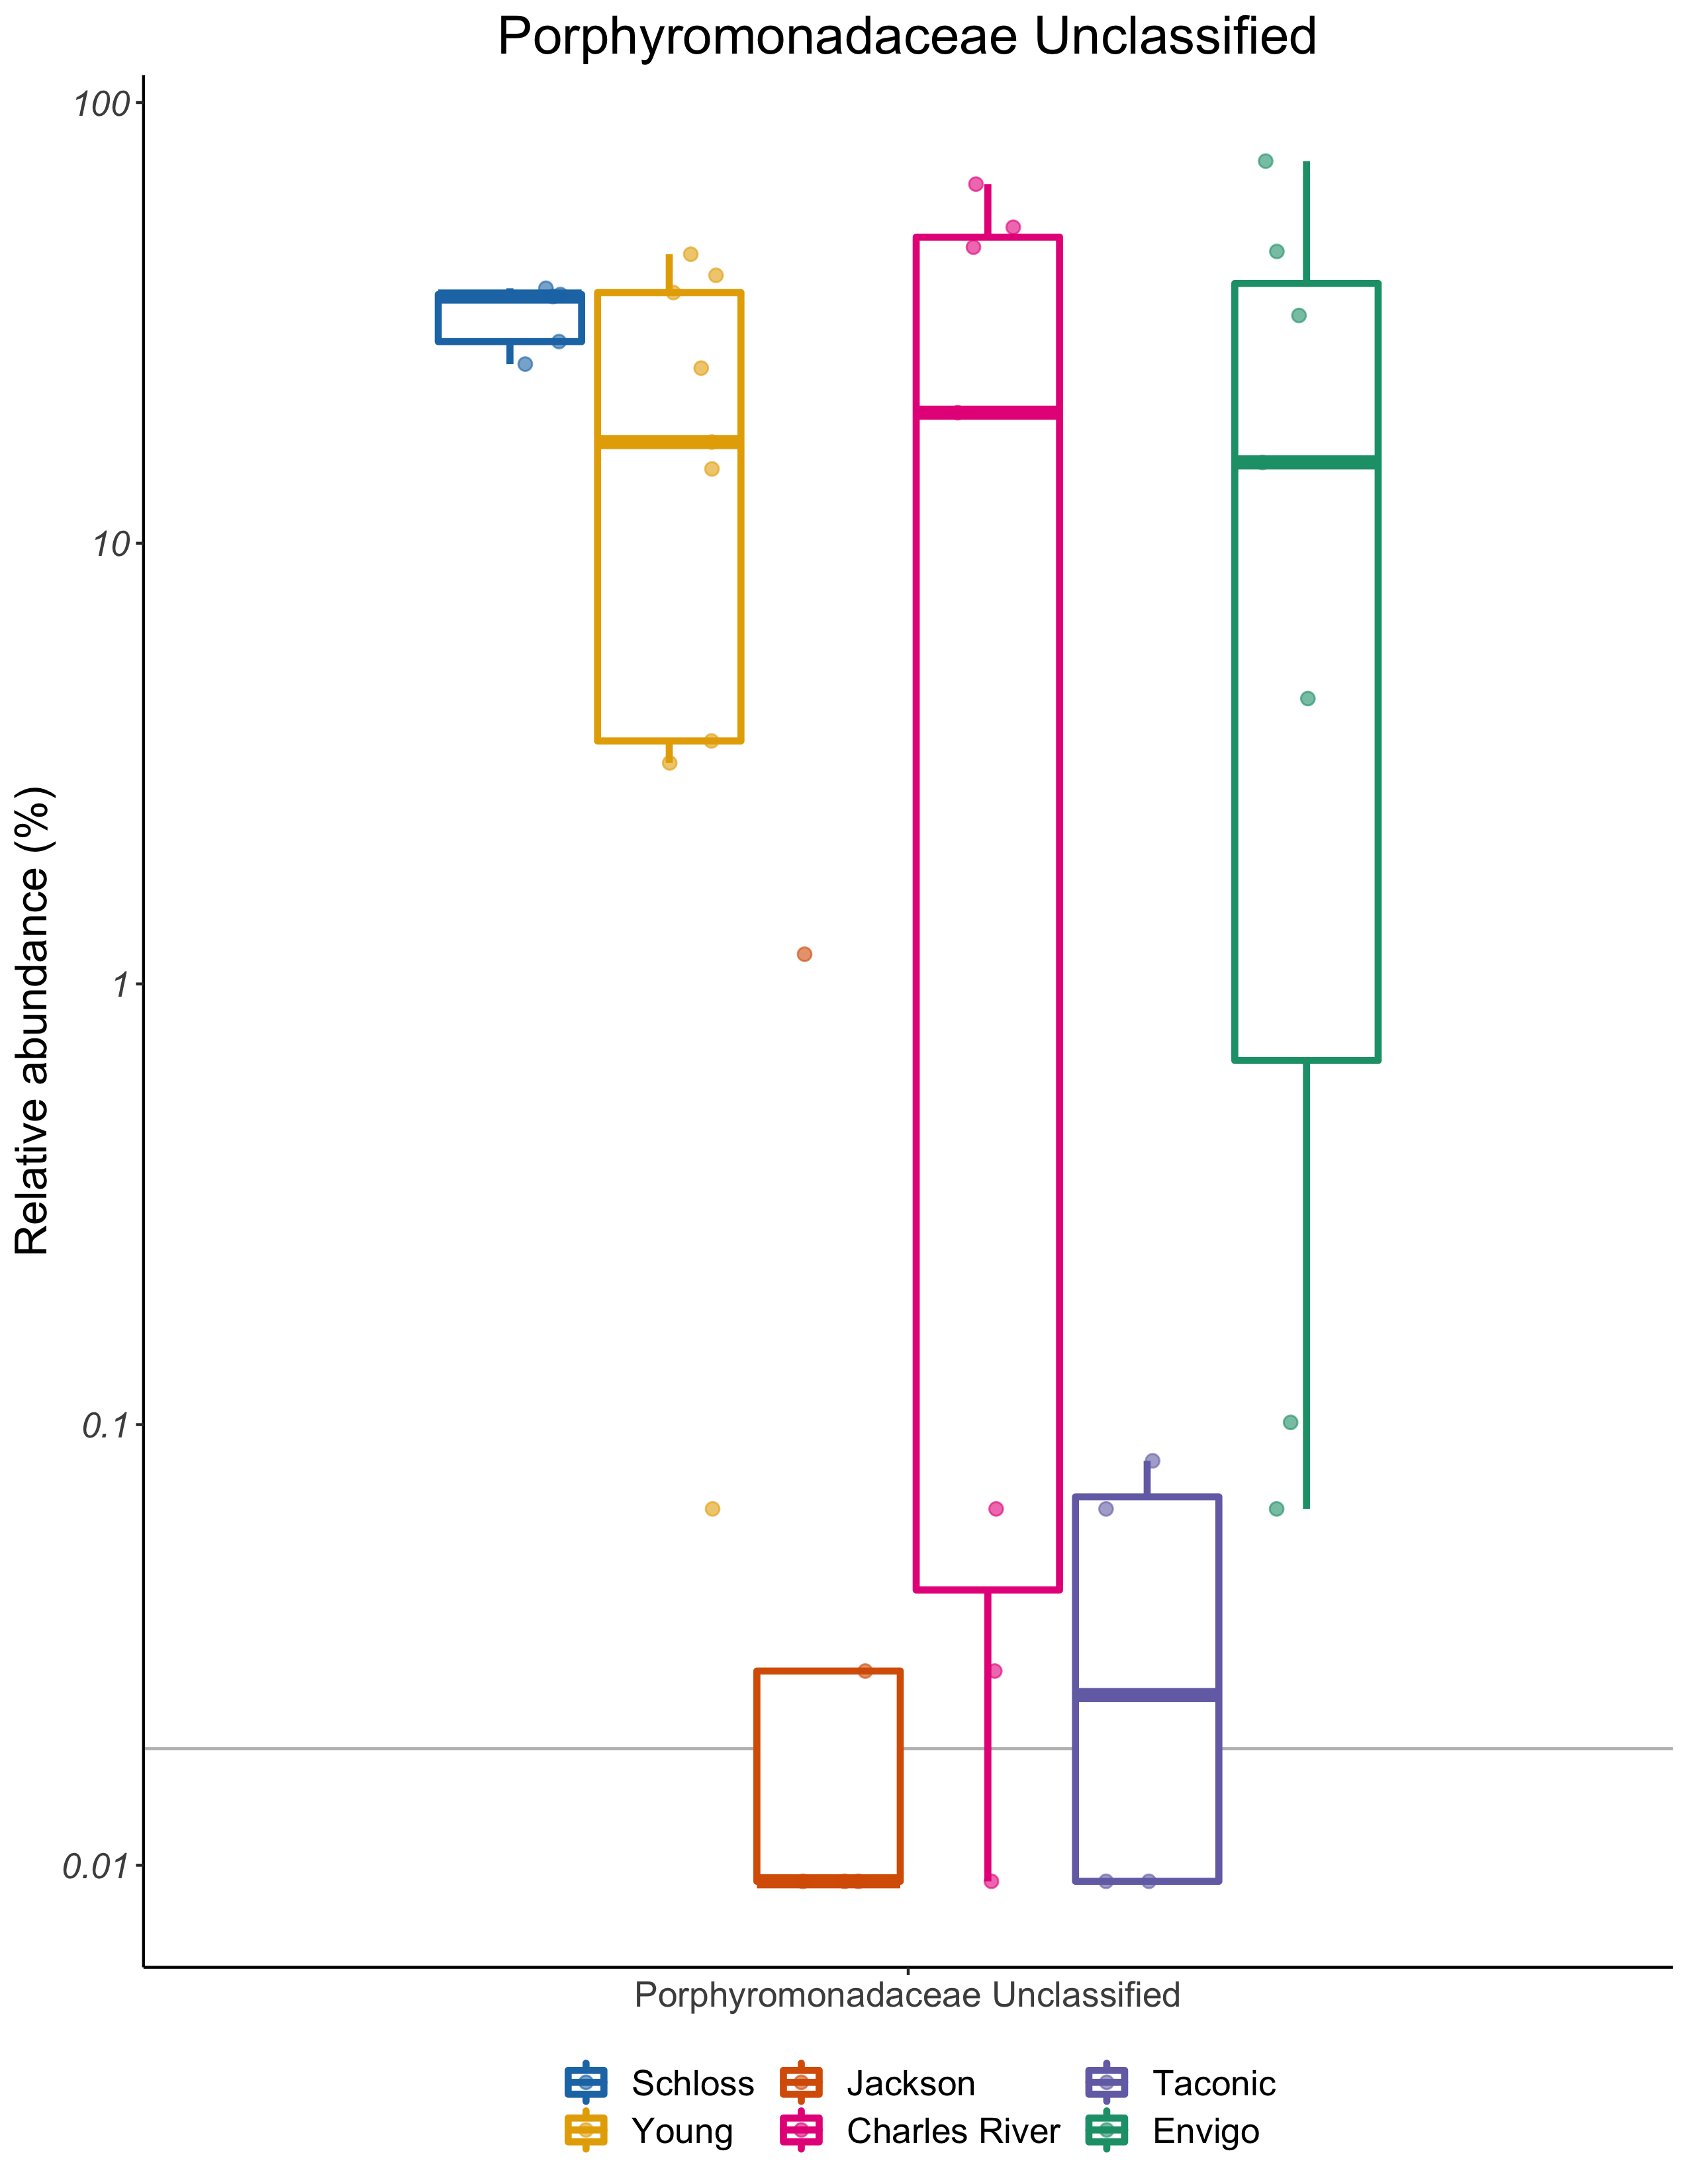 Porphyromonadaceae Unclassified
100
10
1
0.1
0.01
Relative abundance (%)
Porphyromonadaceae Unclassified
Schloss
Jackson
Taconic
Young
Charles River
Envigo